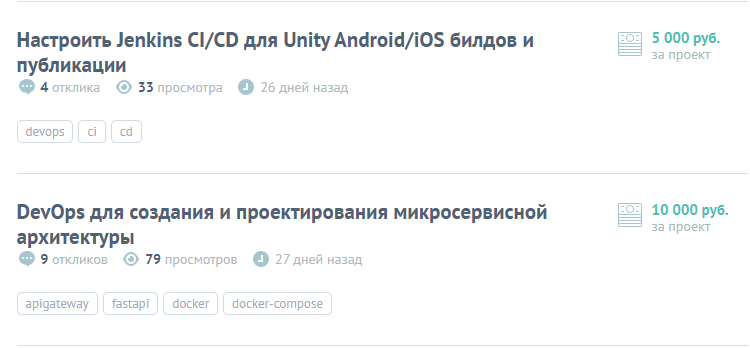 Настроить Jenkins CI/CD для Unity Android/iOS билдов и
публикации
5 000 руб.
за проект
4 отклика 33 просмотра 26 дней назад
devops ci cd
DevOps для создания и проектирования микросервисной
архитектуры
10 000 руб.
за проект
9 откликов 79 просмотров 27 дней назад
apigateway fastapi docker docker-compose